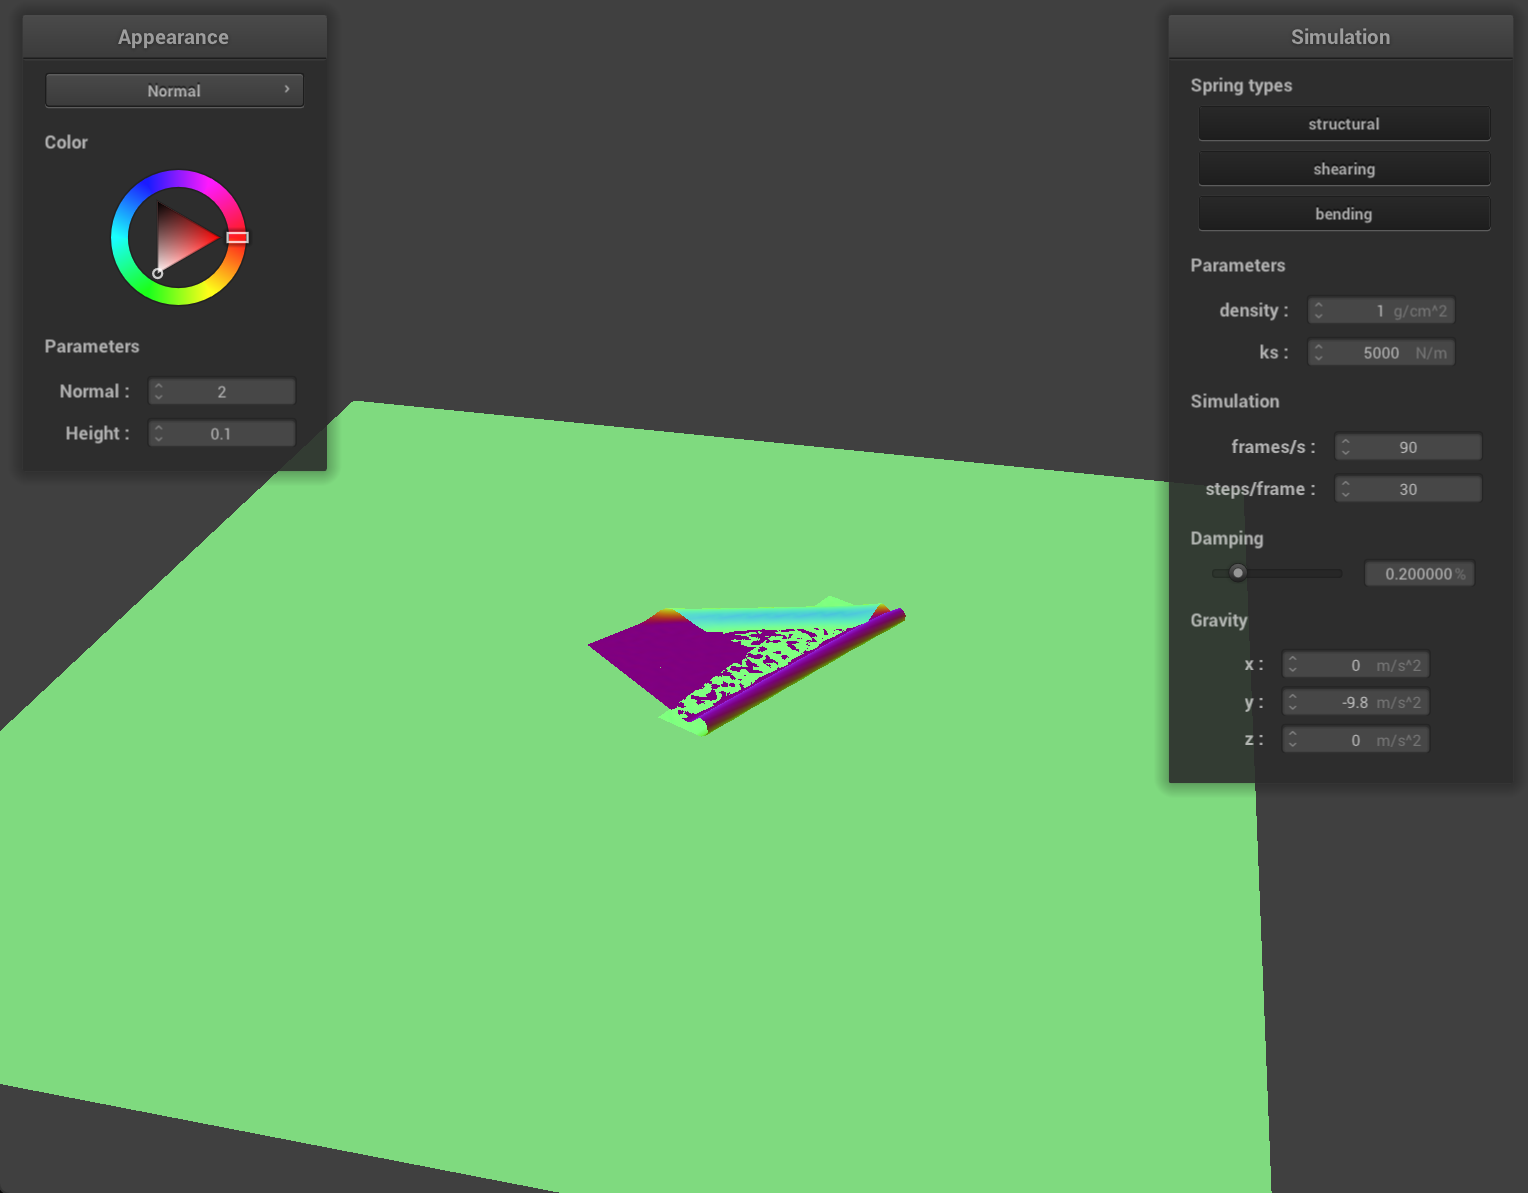 Appearance
Normal ›
Color
Parameters
Normal : 2
Height : 0.1
Simulation
Spring types
structural
shearing
bending
Parameters
density : 1 g/cm^2
ks : 5000 N/m
Simulation
frames/s : 90
steps/frame : 30
Damping
0.200000 %
Gravity
x : 0 m/s^2
y : -9.8 m/s^2
z : 0 m/s^2